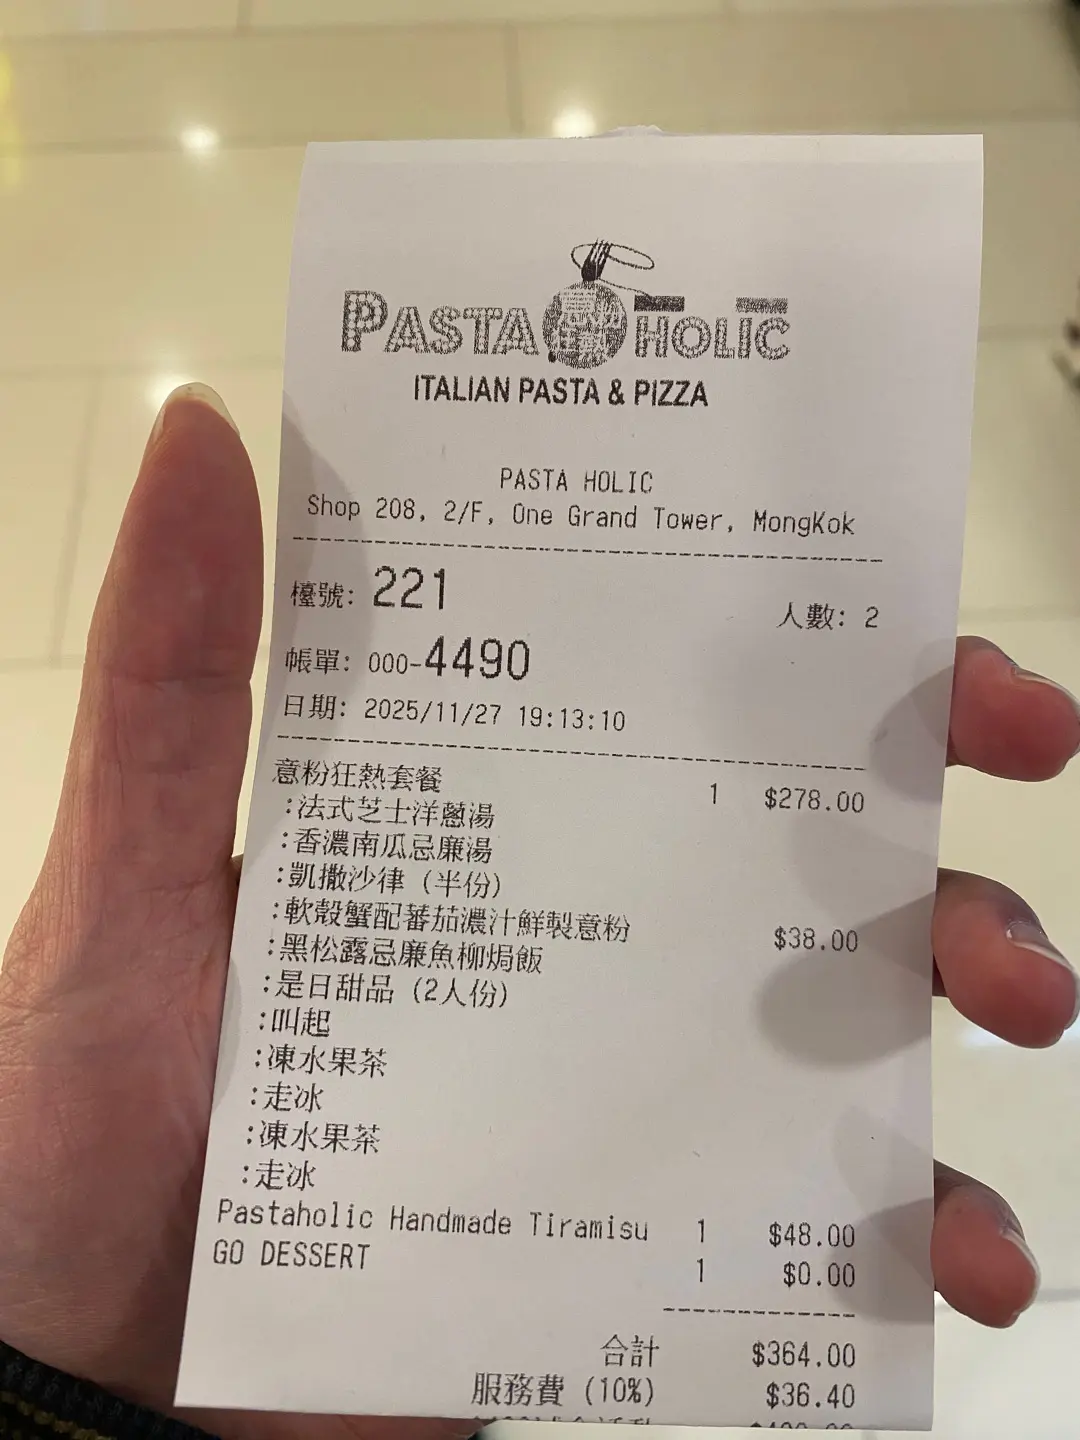 PASTA HOLIC
ITALIAN PASTA & PIZZA
PASTA HOLIC
Shop 208, 2/F, One Grand Tower, MongKok
檯號: 221 人數: 2
帳單: 000-4490
日期: 2025/11/27 19:13:10
意粉狂熱套餐 1 $278.00
:法式芝士洋蔥湯
:香濃南瓜忌廉湯
:凱撒沙律 (半份)
:軟殼蟹配蕃茄濃汁鮮製意粉 $38.00
:黑松露忌廉魚柳焗飯
:是日甜品 (2人份)
:叫起
:凍水果茶
:走冰
:凍水果茶
:走冰
Pastaholic Handmade Tiramisu 1 $48.00
GO DESSERT 1 $0.00
合計 $364.00
服務費 (10%) $36.40